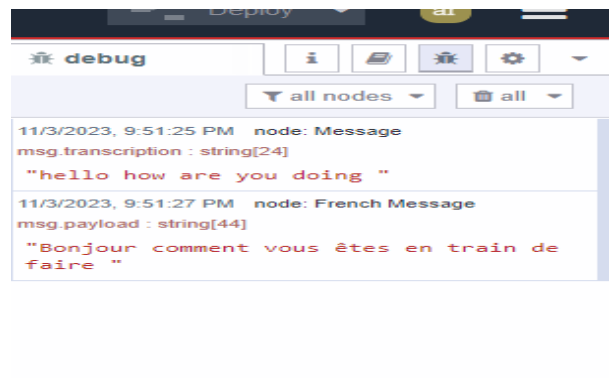 Deploy
ar
debug
i
all nodes
all
11/3/2023, 9:51:25 PM node: Message
msg.transcription : string[24]
"hello how are you doing "
11/3/2023, 9:51:27 PM node: French Message
msg.payload : string[44]
"Bonjour comment vous êtes en train de
faire "